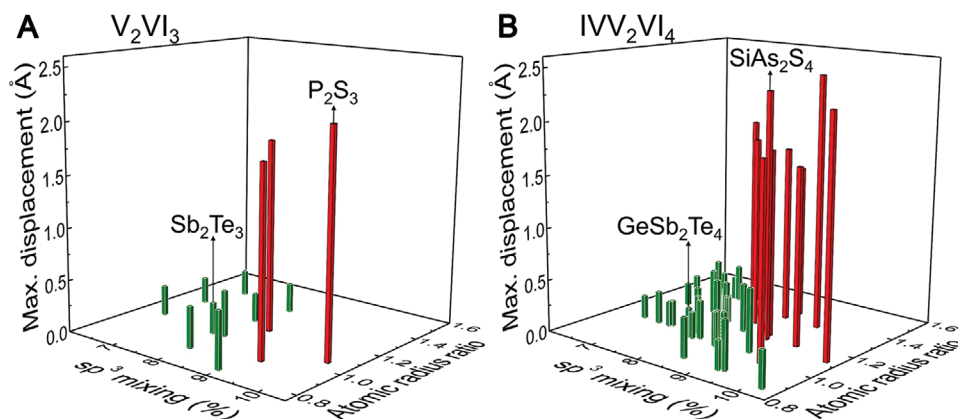 A V₂VI₃
Max. displacement (Å)
2.5
2.0
1.5
1.0
0.5
0.0
P₂S₃
Sb₂Te₃
7
8
9
10
sp³ mixing (%)
0.8
1.0
1.2
1.4
1.6
Atomic radius ratio
B IVV₂VI₄
Max. displacement (Å)
2.5
2.0
1.5
1.0
0.5
0.0
SiAs₂S₄
GeSb₂Te₄
7
8
9
10
sp³ mixing (%)
0.8
1.0
1.2
1.4
1.6
Atomic radius ratio